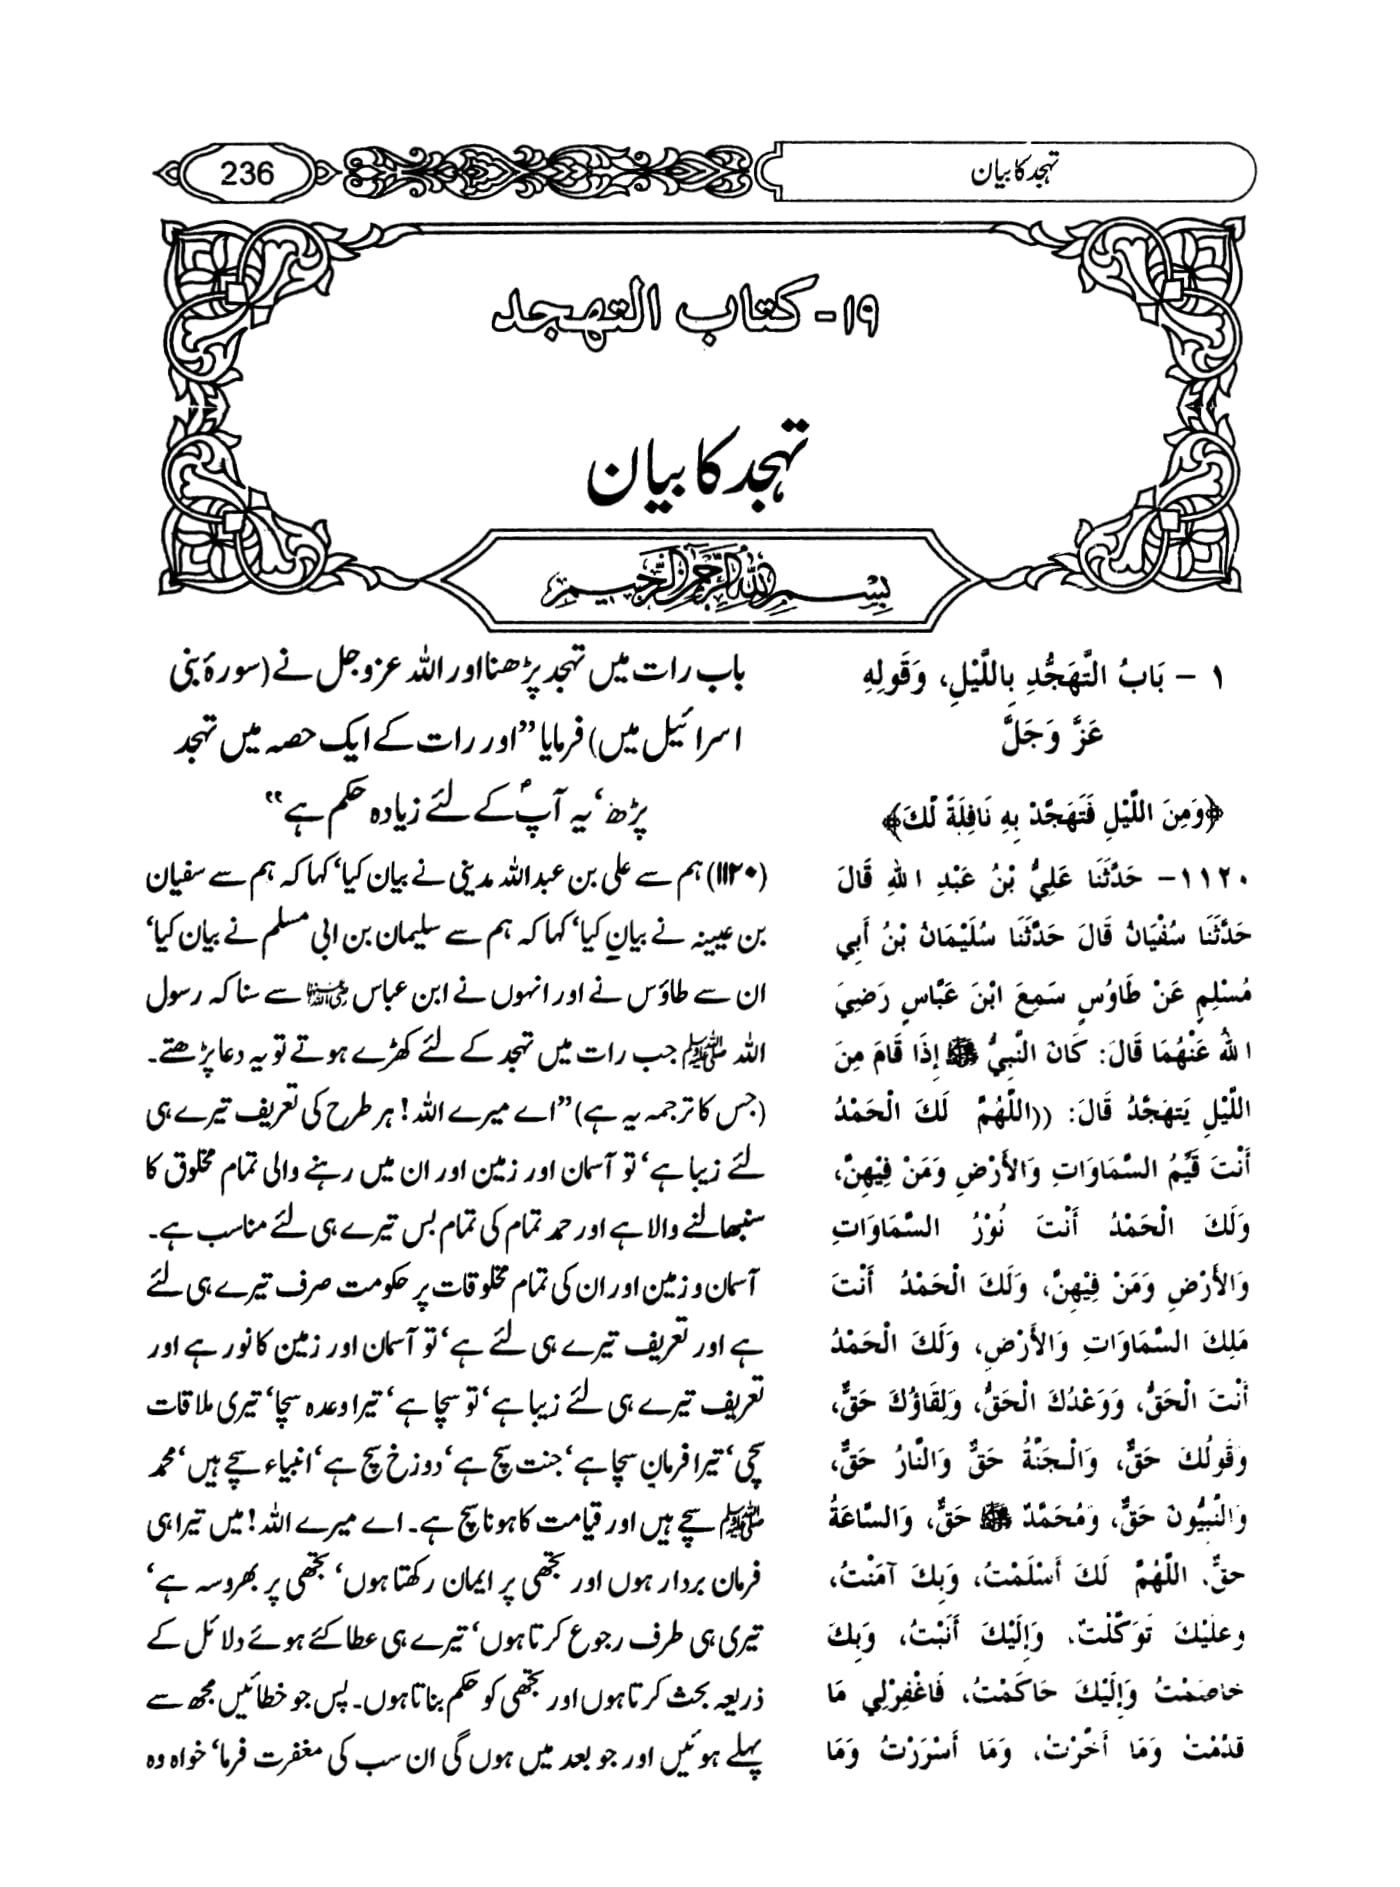 تہجد کا بیان
236
١٩- كتاب التهجد
تہجد کا بیان
بِسْمِ اللهِ الرَّحْمٰنِ الرَّحِيْمِ
١ - بَابُ التَّهَجُّدِ بِاللَّيْلِ، وَقَولِهِ
عَزَّ وَجَلَّ
﴿وَمِنَ اللَّيْلِ فَتَهَجَّدْ بِهِ نَافِلَةً لَكَ﴾
١١٢٠- حَدَّثَنَا عَلِيُّ بْنُ عَبْدِ اللهِ قَالَ
حَدَّثَنَا سُفْيَانُ قَالَ حَدَّثَنَا سُلَيْمَانُ بْنُ أَبِي
مُسْلِمٍ عَنْ طَاوُسٍ سَمِعَ ابْنَ عَبَّاسٍ رَضِيَ
اللهُ عَنْهُمَا قَالَ: كَانَ النَّبِيُّ ﷺ إِذَا قَامَ مِنَ
اللَّيْلِ يَتَهَجَّدُ قَالَ: ((اللَّهُمَّ لَكَ الْحَمْدُ
أَنْتَ قَيِّمُ السَّمَاوَاتِ وَالأَرْضِ وَمَنْ فِيْهِنَّ،
وَلَكَ الْحَمْدُ أَنْتَ نُوْرُ السَّمَاوَاتِ
وَالأَرْضِ وَمَنْ فِيْهِنَّ، وَلَكَ الْحَمْدُ أَنْتَ
مَلِكَ السَّمَاوَاتِ وَالأَرْضِ، وَلَكَ الْحَمْدُ
أَنْتَ الْحَقُّ، وَوَعْدُكَ الْحَقُّ، وَلِقَاؤُكَ حَقٌّ،
وَقَولُكَ حَقٌّ، وَالْجَنَّةُ حَقٌّ وَالنَّارُ حَقٌّ،
وَالنَّبِيُّونَ حَقٌّ، وَمُحَمَّدٌ ﷺ حَقٌّ، وَالسَّاعَةُ
حَقٌّ. اللَّهُمَّ لَكَ أَسْلَمْتُ، وَبِكَ آمَنْتُ،
وَعَلَيْكَ تَوَكَّلْتُ، وَإِلَيْكَ أَنَبْتُ، وَبِكَ
خَاصَمْتُ وَإِلَيْكَ حَاكَمْتُ، فَاغْفِرْلِي مَا
قَدَّمْتُ وَمَا أَخَّرْتُ، وَمَا أَسْرَرْتُ وَمَا
باب رات میں تہجد پڑھنا اور اللہ عزوجل نے (سورۂ بنی
اسرائیل میں) فرمایا ”اور رات کے ایک حصہ میں تہجد
پڑھ‘ یہ آپؐ کے لئے زیادہ حکم ہے“
(۱۱۲۰) ہم سے علی بن عبداللہ مدینی نے بیان کیا‘ کہا کہ ہم سے سفیان
بن عیینہ نے بیان کیا‘ کہا کہ ہم سے سلیمان بن ابی مسلم نے بیان کیا‘
ان سے طاؤس نے اور انہوں نے ابن عباس رضی اللہ عنہما سے سنا کہ رسول
اللہ ﷺ جب رات میں تہجد کے لئے کھڑے ہوتے تو یہ دعا پڑھتے۔
(جس کا ترجمہ یہ ہے) ”اے میرے اللہ! ہر طرح کی تعریف تیرے ہی
لئے زیبا ہے‘ تو آسمان اور زمین اور ان میں رہنے والی تمام مخلوق کا
سنبھالنے والا ہے اور حمد تمام کی تمام بس تیرے ہی لئے مناسب ہے۔
آسمان و زمین اور ان کی تمام مخلوقات پر حکومت صرف تیرے ہی لئے
ہے اور تعریف تیرے ہی لئے ہے‘ تو آسمان اور زمین کا نور ہے اور
تعریف تیرے ہی لئے زیبا ہے‘ تو سچا ہے‘ تیرا وعدہ سچا‘ تیری ملاقات
سچی‘ تیرا فرمان سچا ہے‘ جنت سچ ہے‘ دوزخ سچ ہے‘ انبیاء سچے ہیں‘ محمد
ﷺ سچے ہیں اور قیامت کا ہونا سچ ہے۔ اے میرے اللہ! میں تیرا ہی
فرمان بردار ہوں اور تجھی پر ایمان رکھتا ہوں‘ تجھی پر بھروسہ ہے‘
تیری ہی طرف رجوع کرتا ہوں‘ تیرے ہی عطا کئے ہوئے دلائل کے
ذریعہ بحث کرتا ہوں اور تجھی کو حکم بناتا ہوں۔ پس جو خطائیں مجھ سے
پہلے ہوئیں اور جو بعد میں ہوں گی ان سب کی مغفرت فرما‘ خواہ وہ